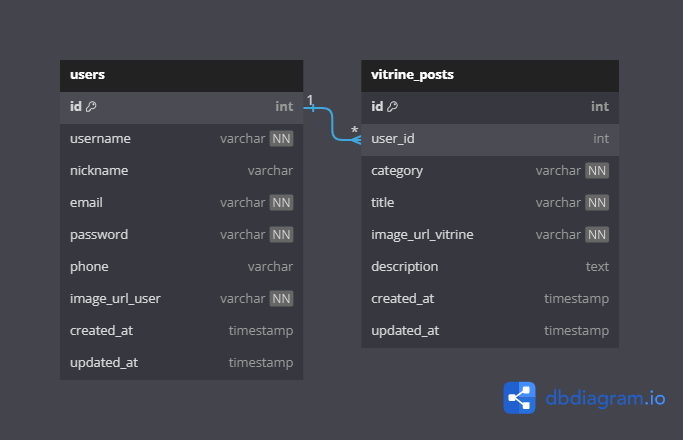 users
id int
username varchar NN
nickname varchar
email varchar NN
password varchar NN
phone varchar
image_url_user varchar NN
created_at timestamp
updated_at timestamp
1
*
vitrine_posts
id int
user_id int
category varchar NN
title varchar NN
image_url_vitrine varchar NN
description text
created_at timestamp
updated_at timestamp
dbdiagram.io